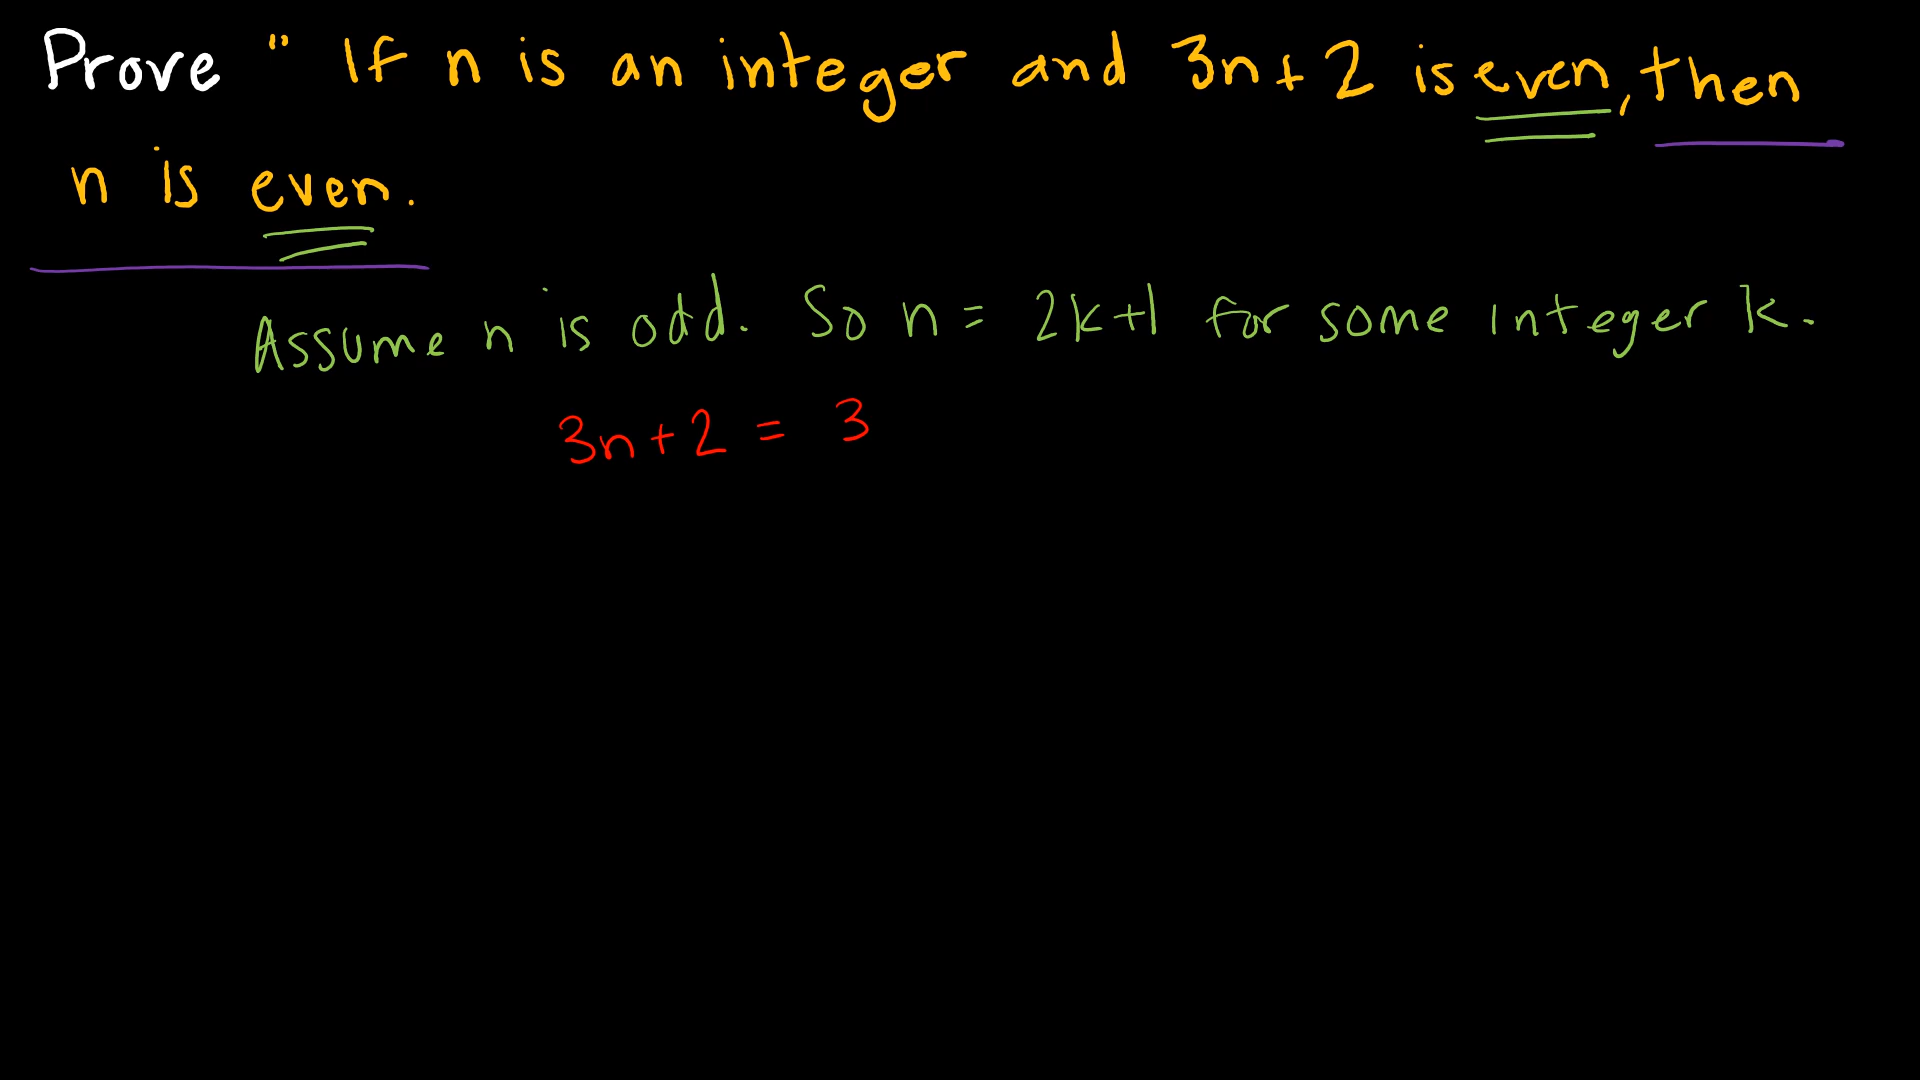 Prove " If n is an integer and 3n+2 is even, then
n is even.
Assume n is odd. So n = 2k+1 for some integer k.
3n+2 = 3